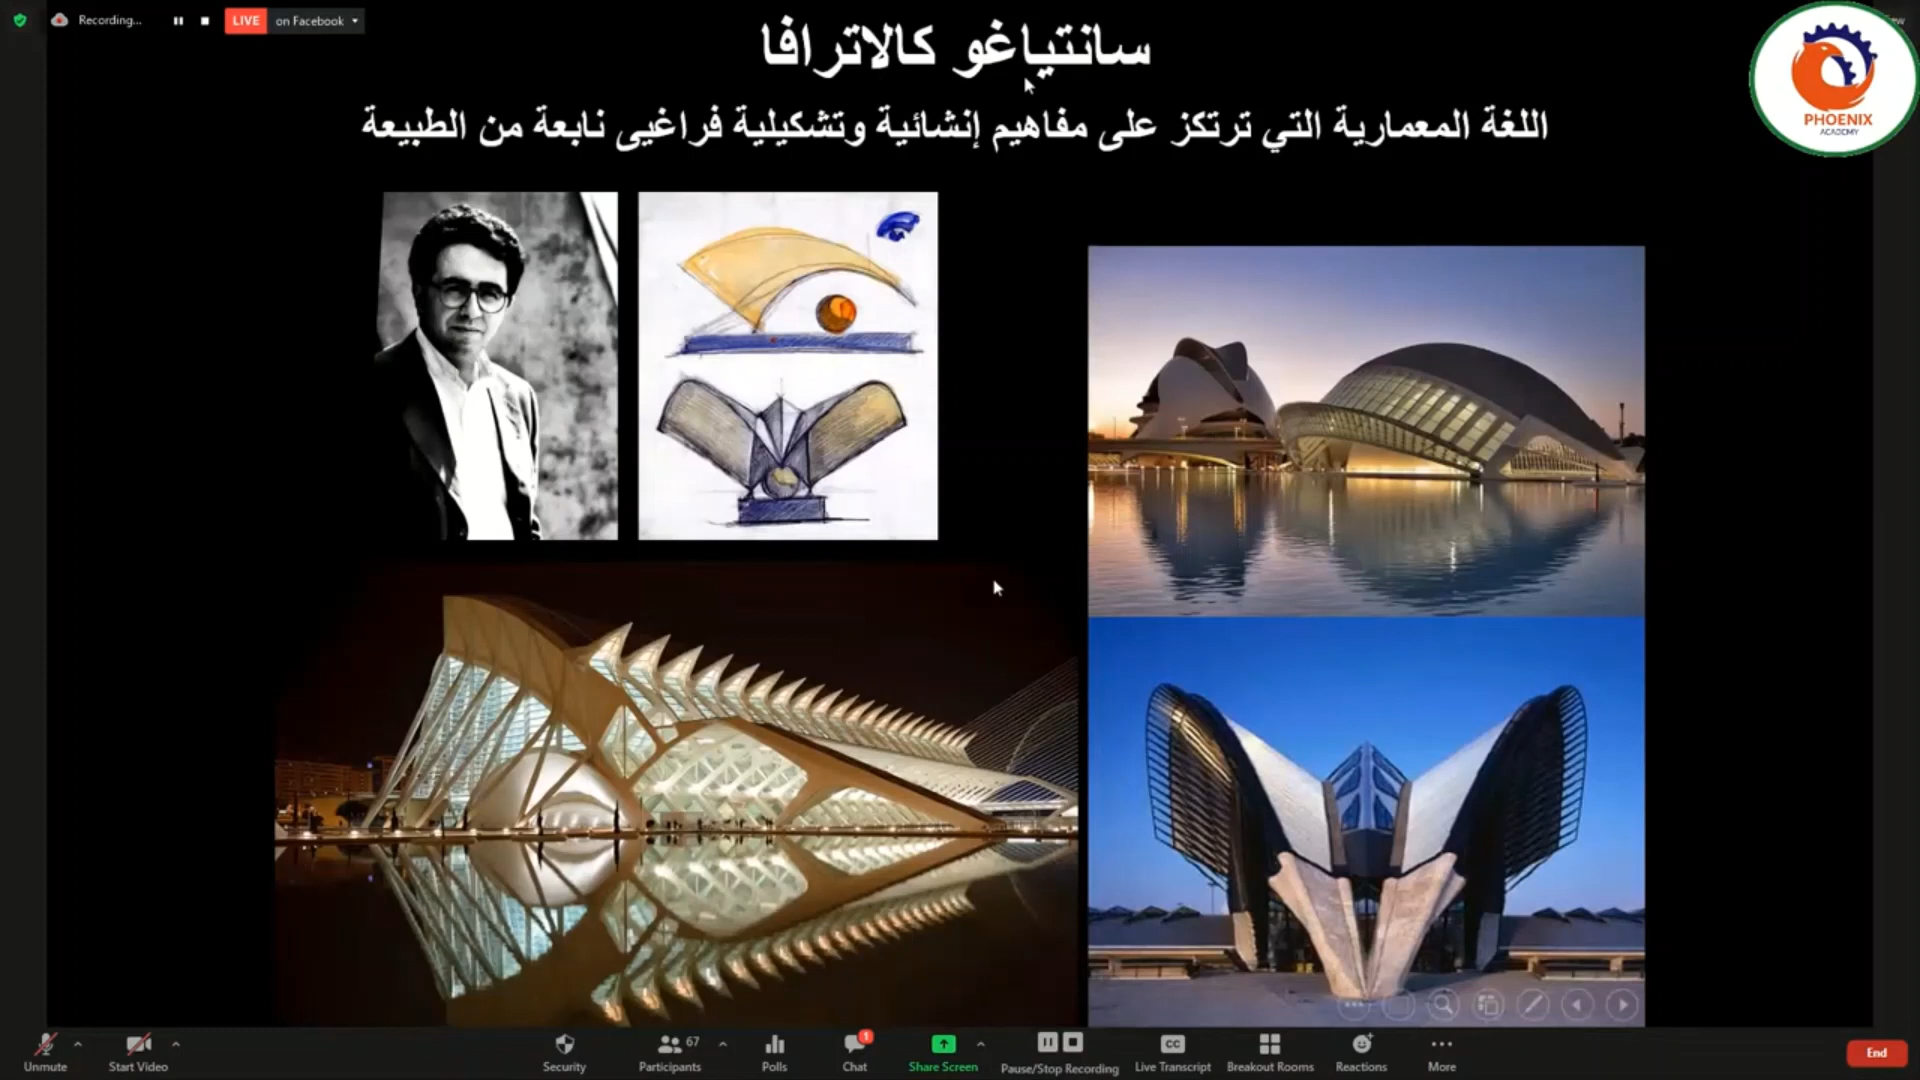 Recording...
LIVE on Facebook
سانتياغو كالاترافا
اللغة المعمارية التي ترتكز على مفاهيم إنشائية وتشكيلية فراغيى نابعة من الطبيعة
PHOENIX
ACADEMY
Unmute
Start Video
Security
67
Participants
Polls
1
Chat
Share Screen
Pause/Stop Recording
CC
Live Transcript
Breakout Rooms
Reactions
More
End